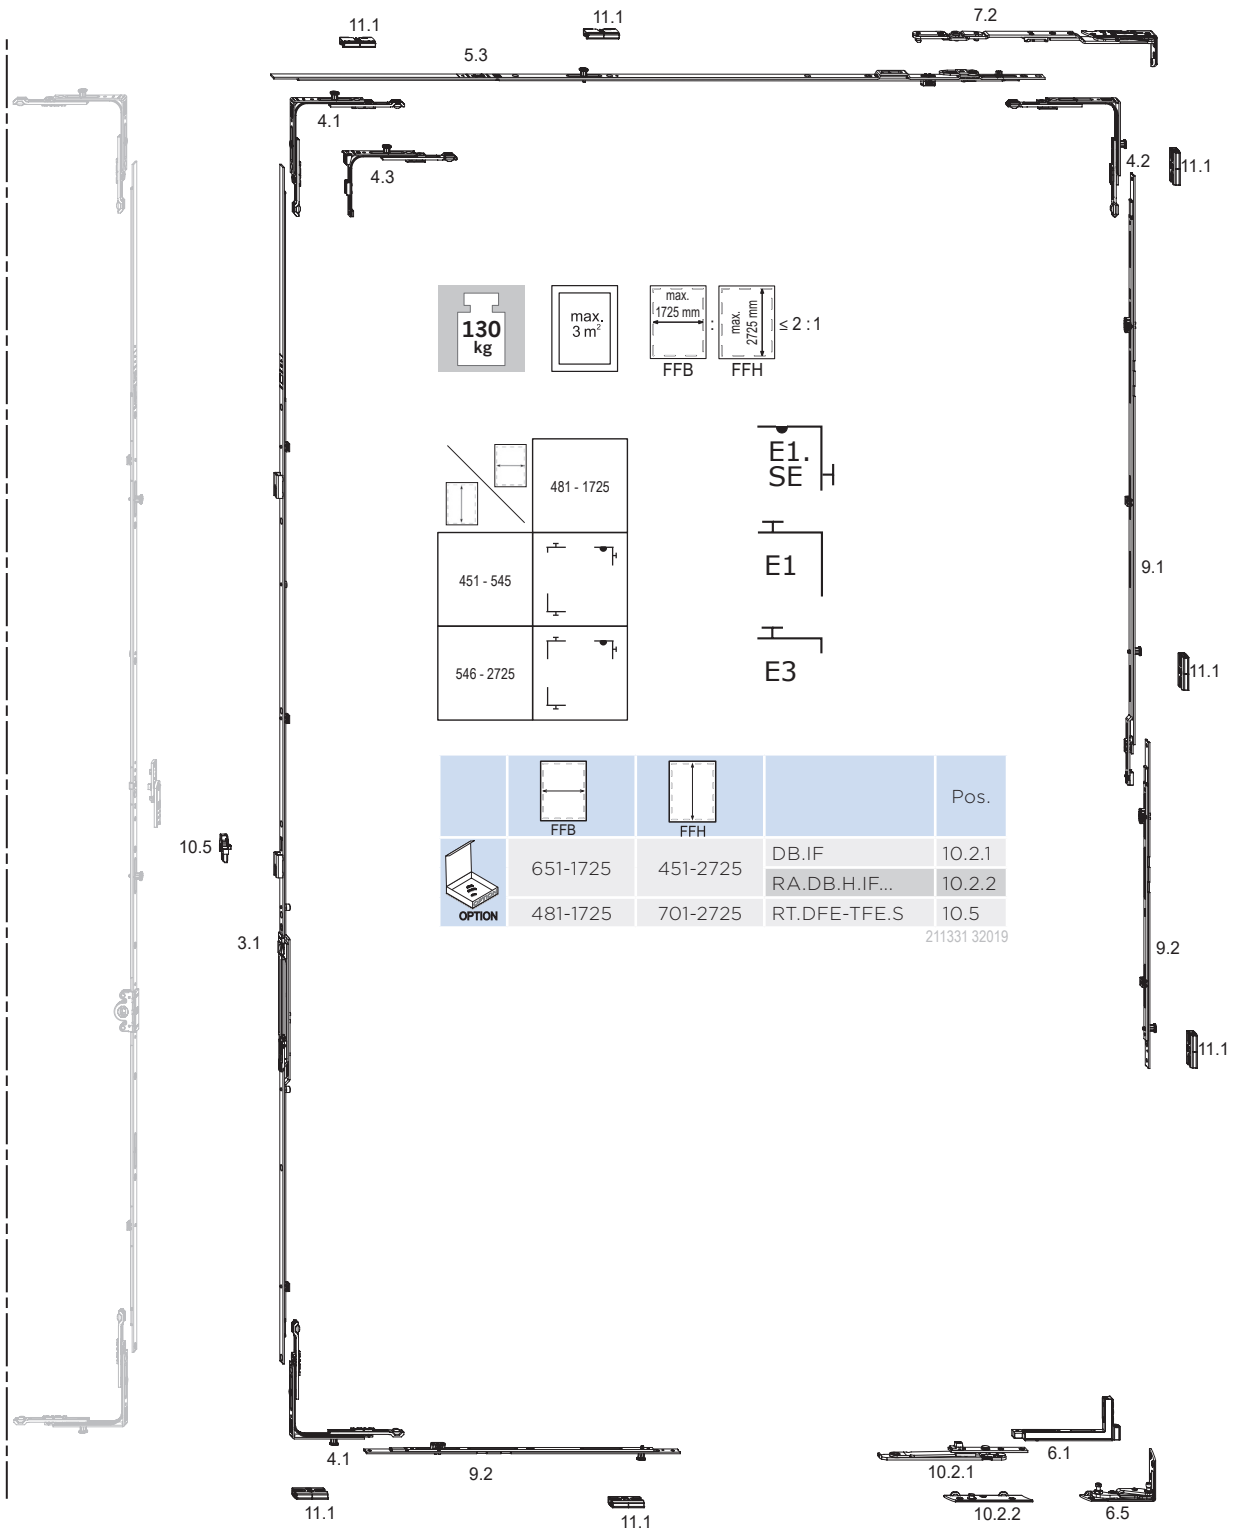 11.1
11.1
7.2
5.3
4.1
4.3
4.2
11.1
130
kg
max.
3 m²
max.
1725 mm
:
max.
2725 mm
≤ 2 : 1
FFB
FFH
481 - 1725
451 - 545
546 - 2725
E1.
SE
E1
E3
9.1
11.1
FFB
FFH
Pos.
OPTION
651-1725
451-2725
DB.IF
10.2.1
RA.DB.H.IF...
10.2.2
481-1725
701-2725
RT.DFE-TFE.S
10.5
211331 32019
10.5
3.1
9.2
11.1
4.1
9.2
11.1
11.1
10.2.1
6.1
10.2.2
6.5